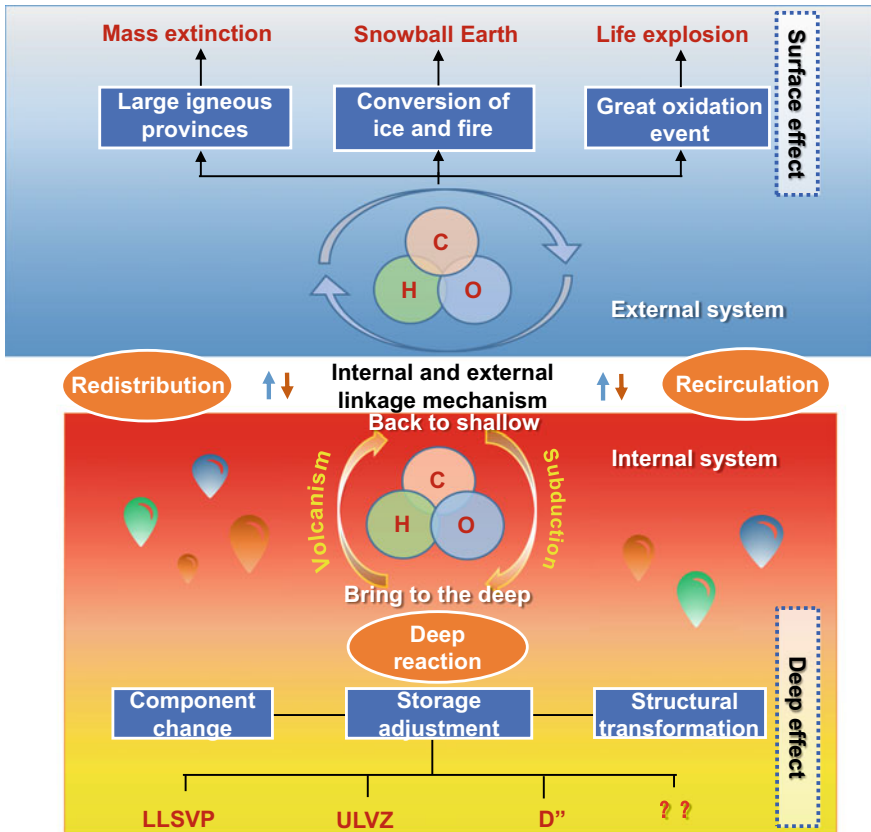 Mass extinction
Snowball Earth
Life explosion
Surface effect
Large igneous
provinces
Conversion of
ice and fire
Great oxidation
event
C
H
O
External system
Redistribution
Internal and external
linkage mechanism
Recirculation
Back to shallow
Internal system
Volcanism
C
H
O
Subduction
Bring to the deep
Deep
reaction
Deep effect
Component
change
Storage
adjustment
Structural
transformation
LLSVP
ULVZ
D”
? ?